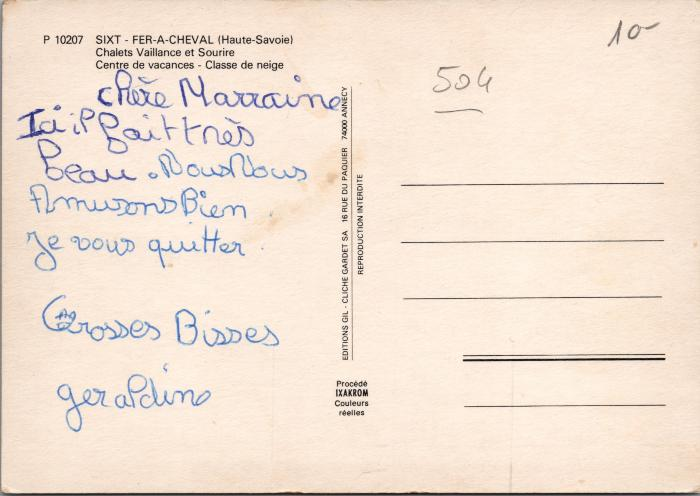 P 10207 SIXT - FER-A-CHEVAL (Haute-Savoie)
Chalets Vaillance et Sourire
Centre de vacances - Classe de neige
chère Marraine
Ici il fait très
beau. Nous Nous
Amusons Bien.
Je vous quitter.
Grosses Bisses
geraldine
EDITIONS GIL - CLICHE GARDET SA 16 RUE DU PAQUIER 74000 ANNECY
REPRODUCTION INTERDITE
Procédé
IXAKROM
Couleurs
réelles
504
10-